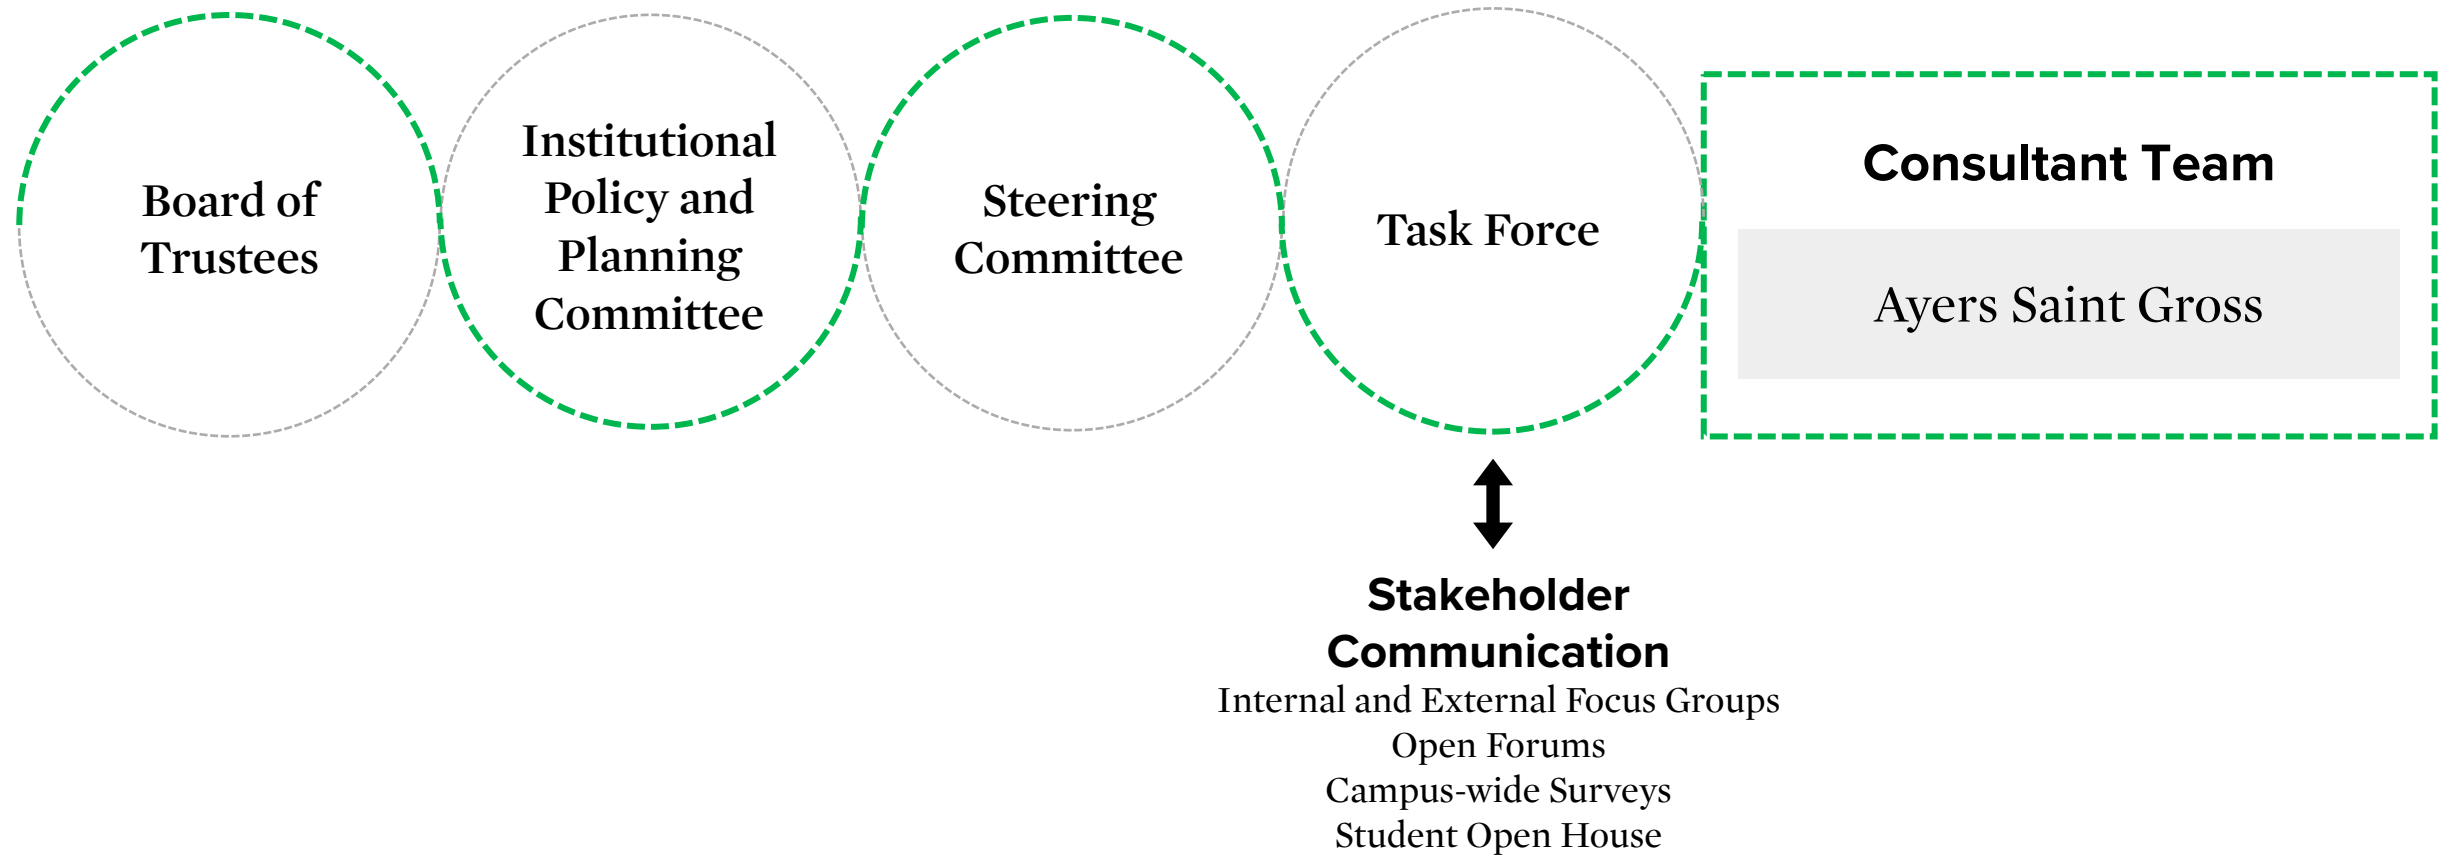 Board of
Trustees
Institutional
Policy and
Planning
Committee
Steering
Committee
Task Force
Consultant Team
Ayers Saint Gross
Stakeholder
Communication
Internal and External Focus Groups
Open Forums
Campus-wide Surveys
Student Open House